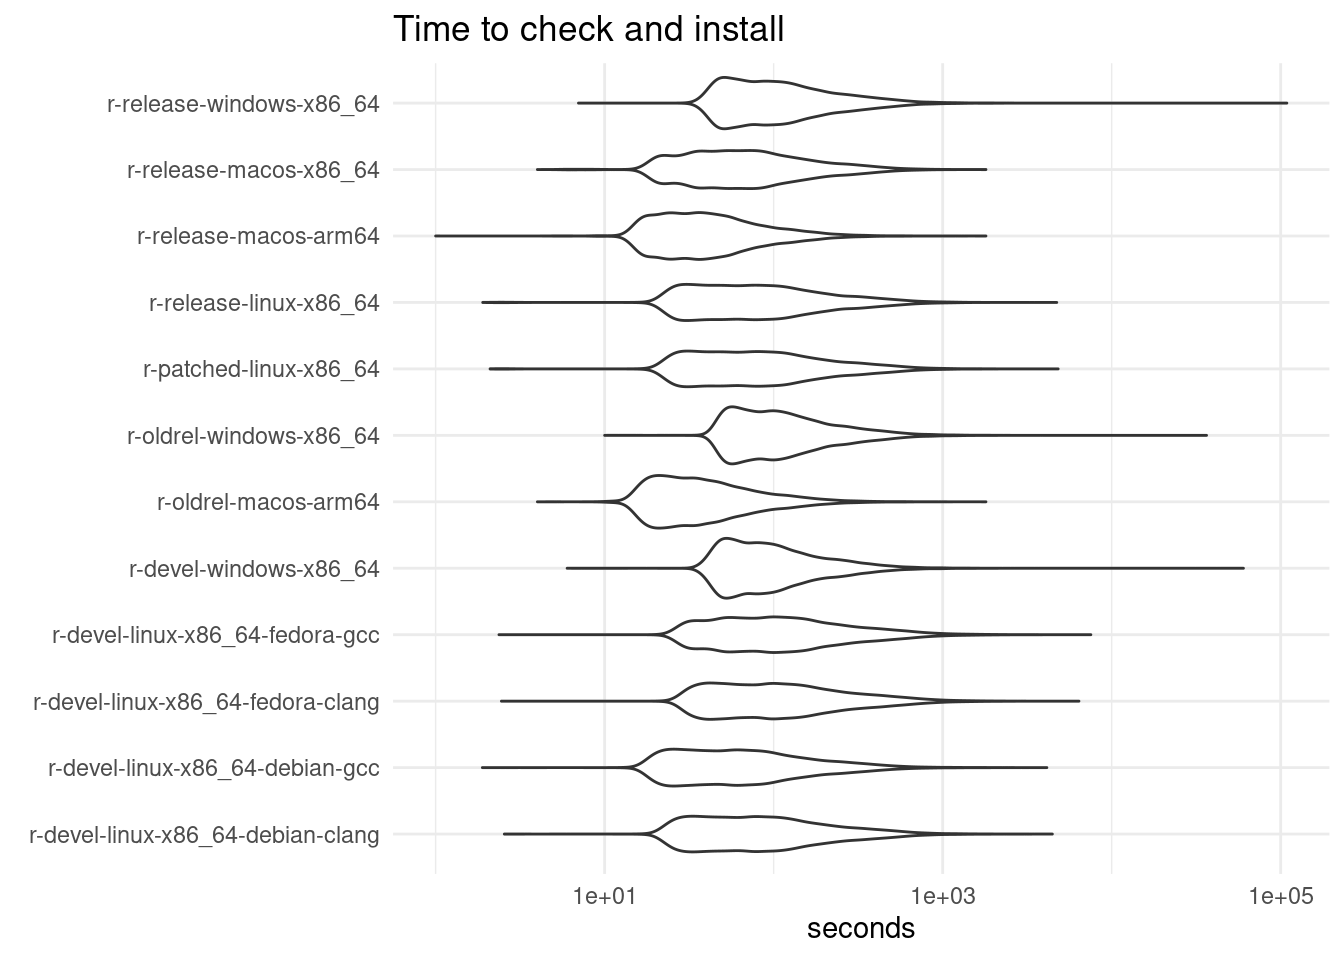 Time to check and install
r-release-windows-x86_64
r-release-macos-x86_64
r-release-macos-arm64
r-release-linux-x86_64
r-patched-linux-x86_64
r-oldrel-windows-x86_64
r-oldrel-macos-arm64
r-devel-windows-x86_64
r-devel-linux-x86_64-fedora-gcc
r-devel-linux-x86_64-fedora-clang
r-devel-linux-x86_64-debian-gcc
r-devel-linux-x86_64-debian-clang
1e+01 1e+03 1e+05
seconds